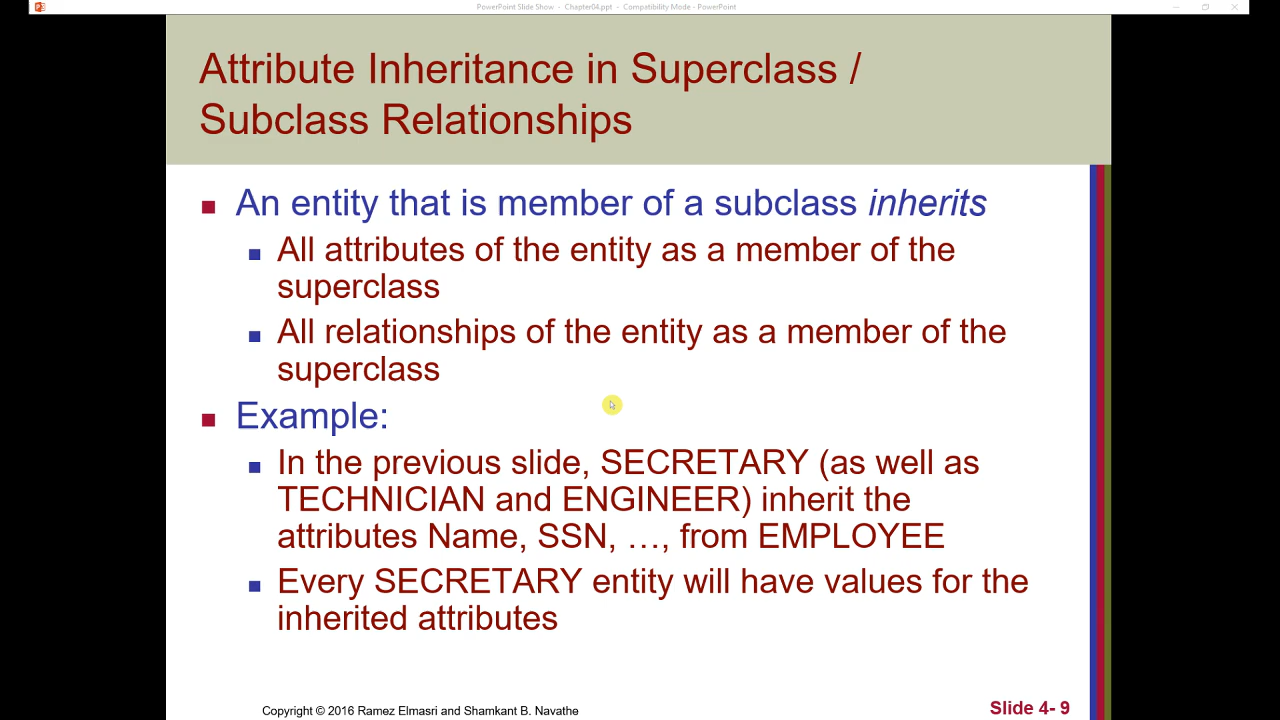 PowerPoint Slide Show - Chapter04.ppt - Compatibility Mode - PowerPoint
Attribute Inheritance in Superclass /
Subclass Relationships
An entity that is member of a subclass inherits
All attributes of the entity as a member of the
superclass
All relationships of the entity as a member of the
superclass
Example:
In the previous slide, SECRETARY (as well as
TECHNICIAN and ENGINEER) inherit the
attributes Name, SSN, …, from EMPLOYEE
Every SECRETARY entity will have values for the
inherited attributes
Copyright © 2016 Ramez Elmasri and Shamkant B. Navathe
Slide 4- 9